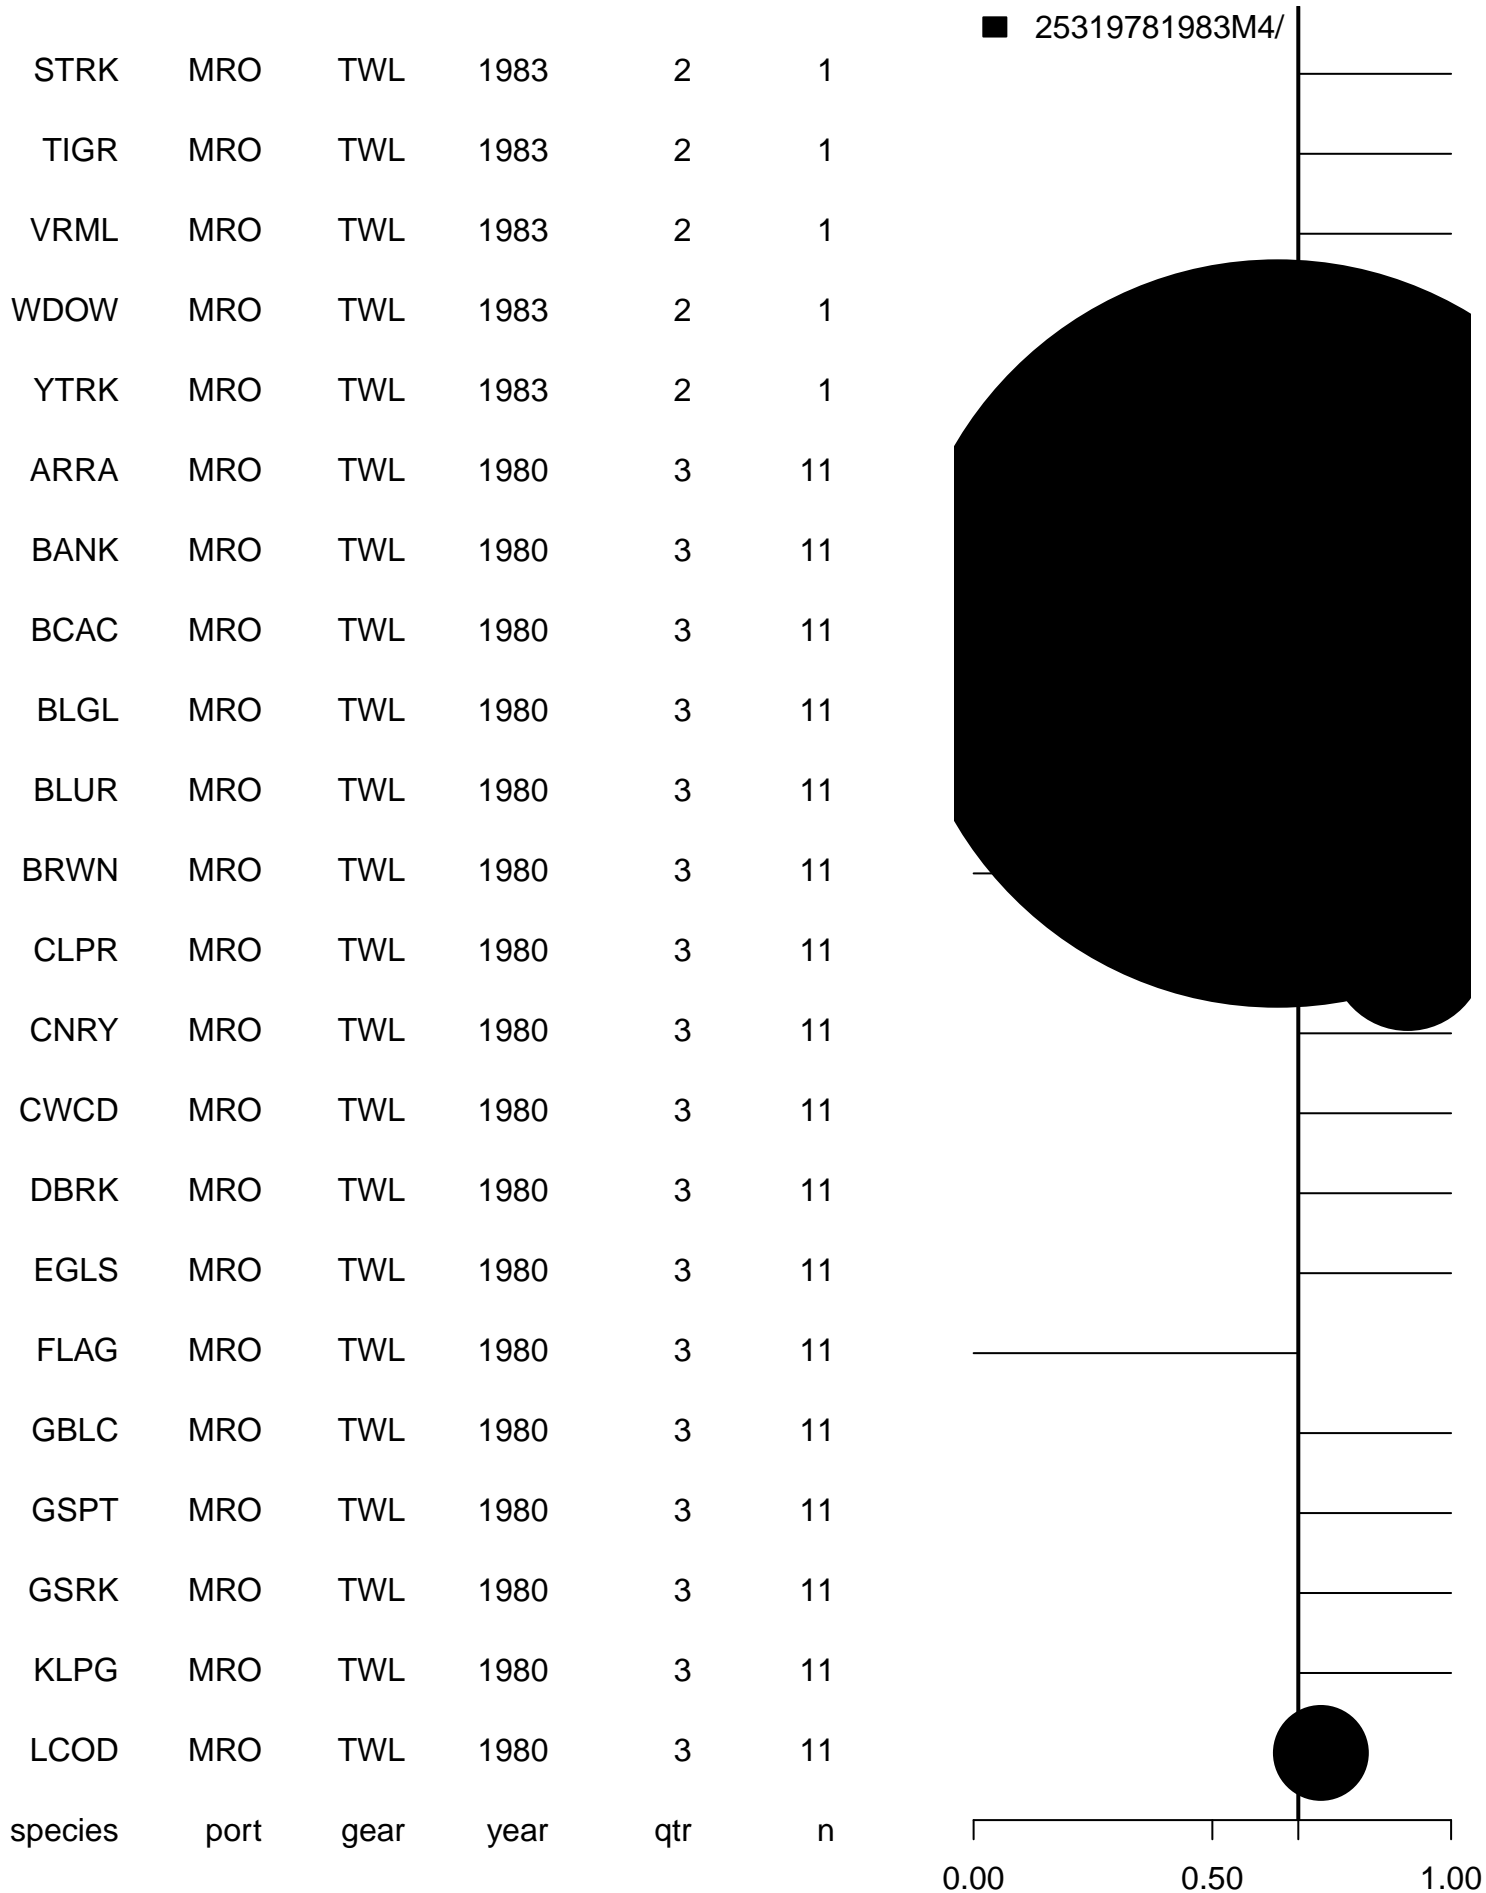 25319781983M4/
STRK MRO TWL 1983 2 1
TIGR MRO TWL 1983 2 1
VRML MRO TWL 1983 2 1
WDOW MRO TWL 1983 2 1
YTRK MRO TWL 1983 2 1
ARRA MRO TWL 1980 3 11
BANK MRO TWL 1980 3 11
BCAC MRO TWL 1980 3 11
BLGL MRO TWL 1980 3 11
BLUR MRO TWL 1980 3 11
BRWN MRO TWL 1980 3 11
CLPR MRO TWL 1980 3 11
CNRY MRO TWL 1980 3 11
CWCD MRO TWL 1980 3 11
DBRK MRO TWL 1980 3 11
EGLS MRO TWL 1980 3 11
FLAG MRO TWL 1980 3 11
GBLC MRO TWL 1980 3 11
GSPT MRO TWL 1980 3 11
GSRK MRO TWL 1980 3 11
KLPG MRO TWL 1980 3 11
LCOD MRO TWL 1980 3 11
species port gear year qtr n
0.00 0.50 1.00